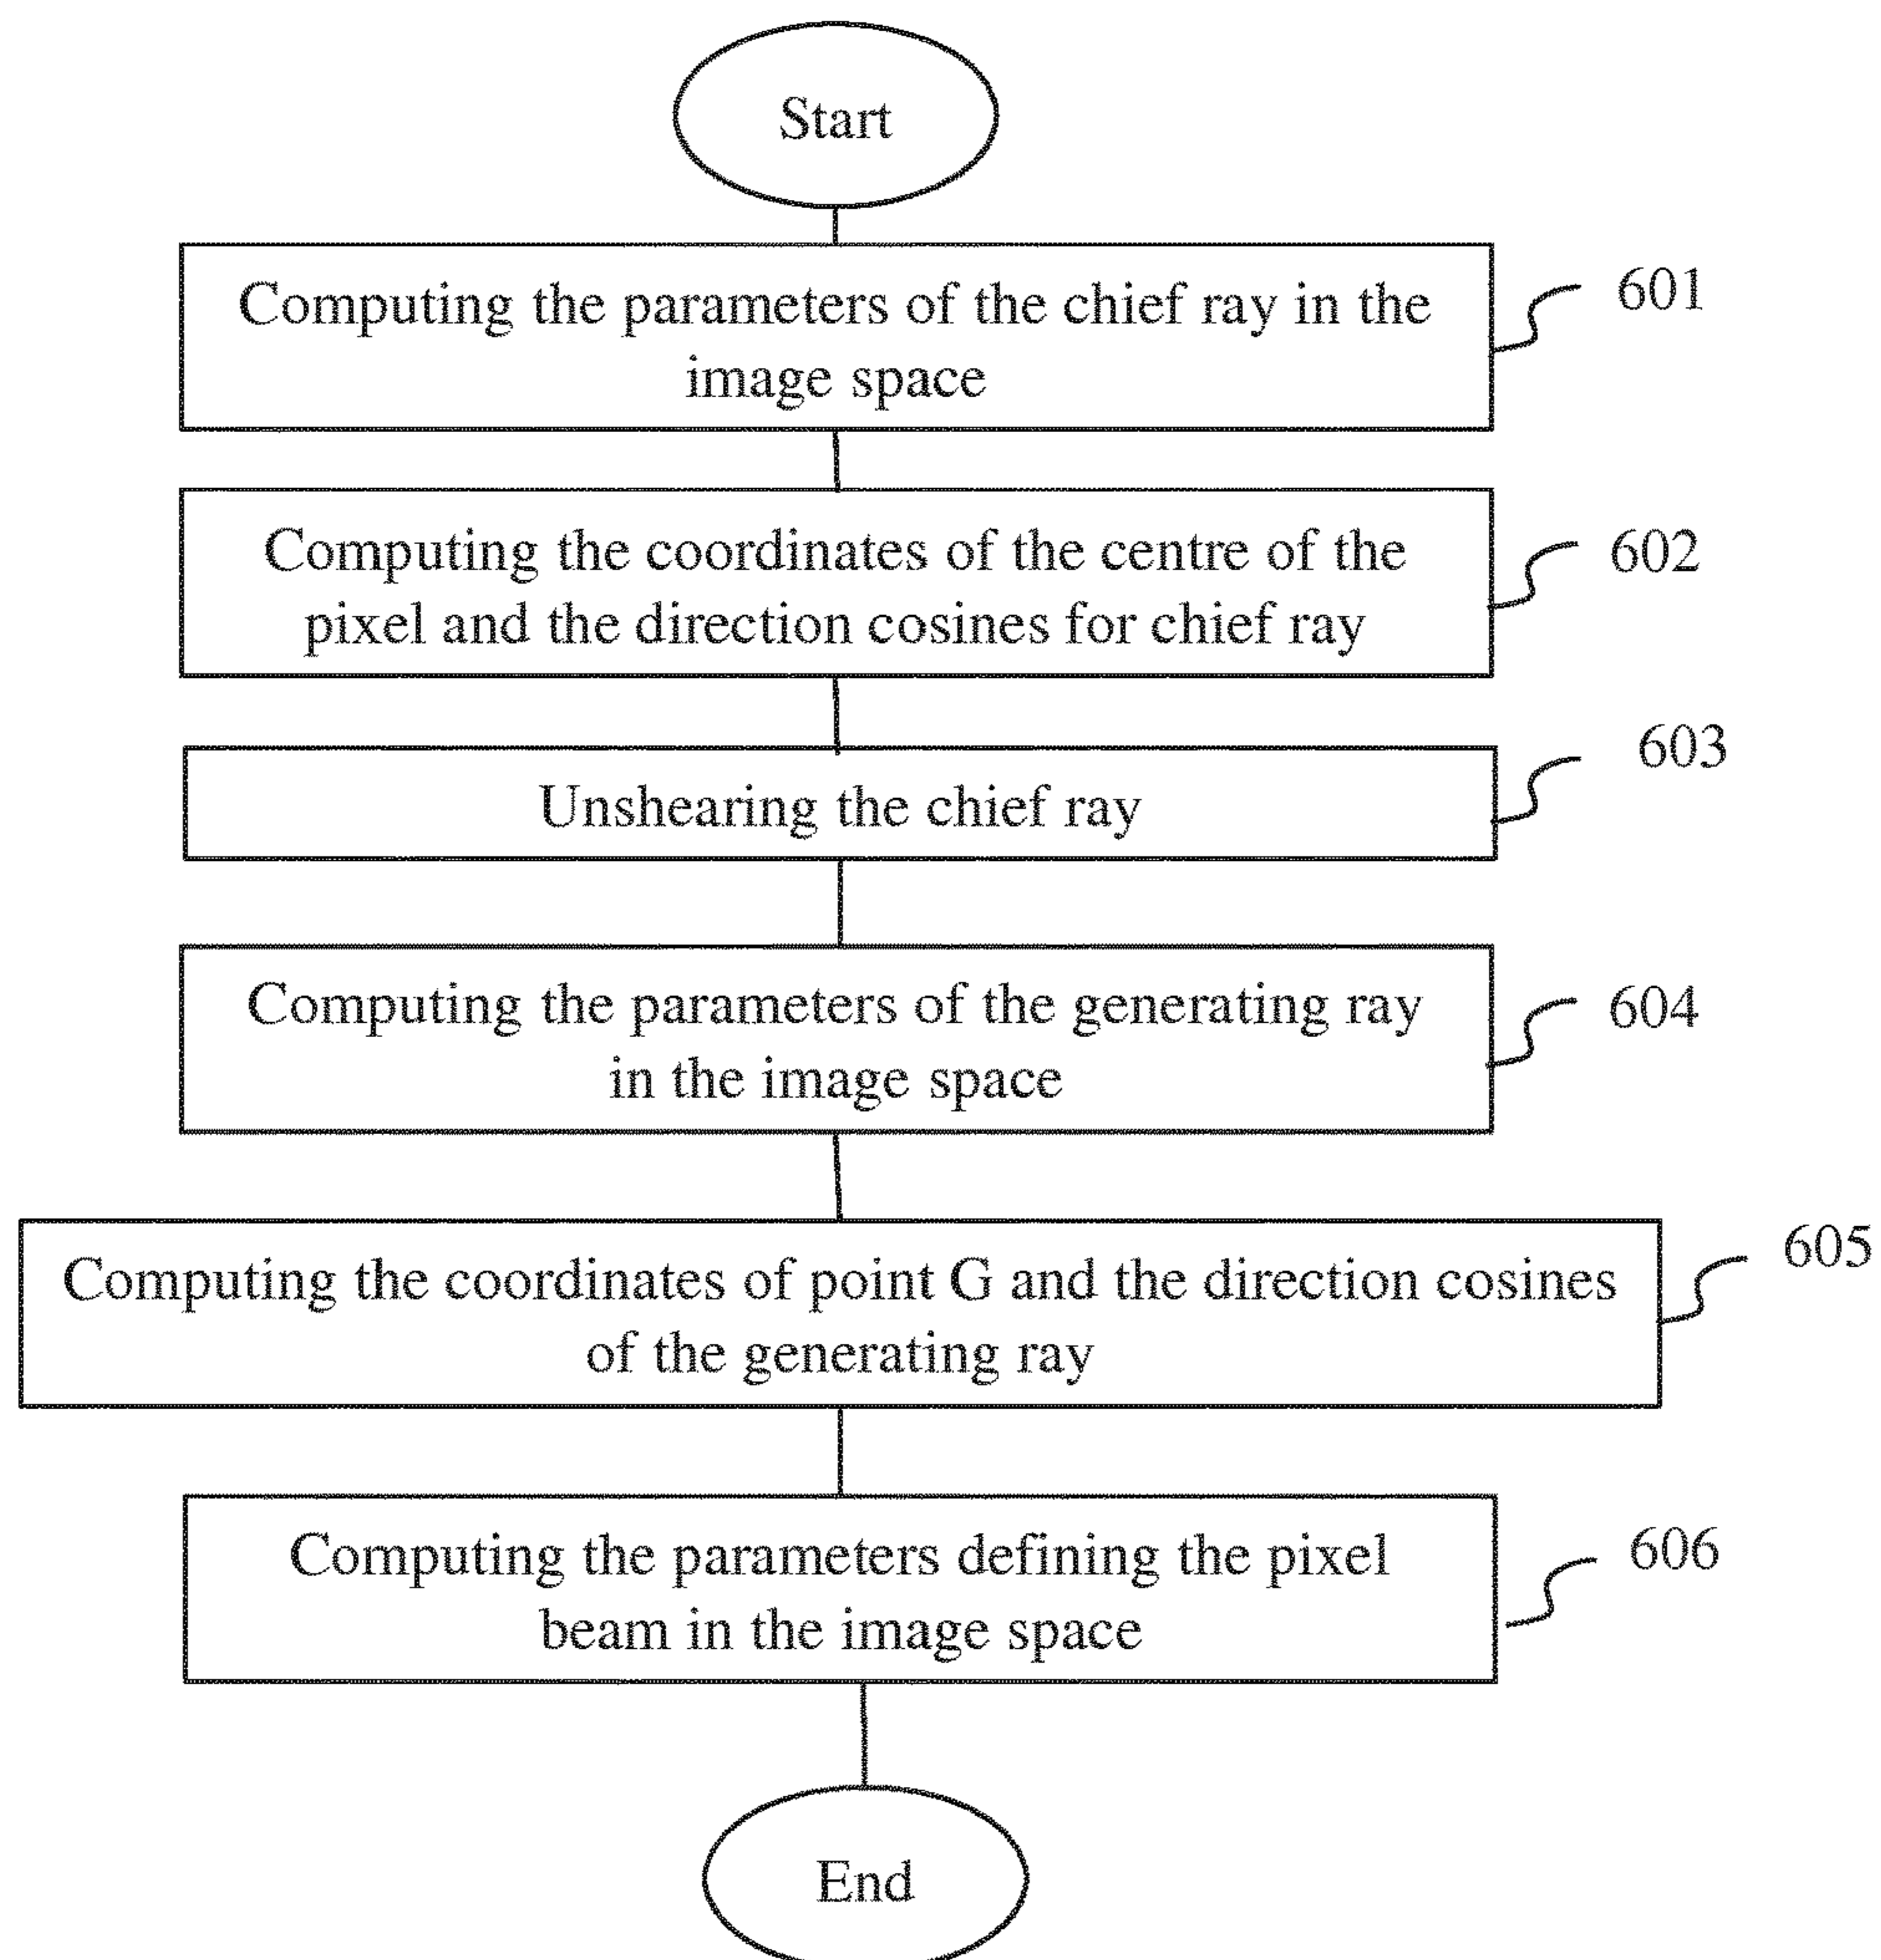 Start
Computing the parameters of the chief ray in the
image space
601
Computing the coordinates of the centre of the
pixel and the direction cosines for chief ray
602
Unshearing the chief ray
603
Computing the parameters of the generating ray
in the image space
604
Computing the coordinates of point G and the direction cosines
of the generating ray
605
Computing the parameters defining the pixel
beam in the image space
606
End